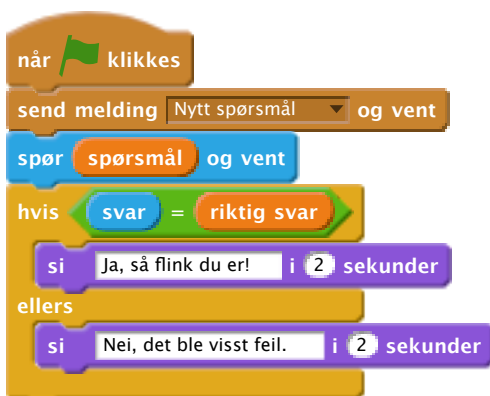 når klikkes
send melding Nytt spørsmål og vent
spør spørsmål og vent
hvis svar = riktig svar
si Ja, så flink du er! i 2 sekunder
ellers
si Nei, det ble visst feil. i 2 sekunder